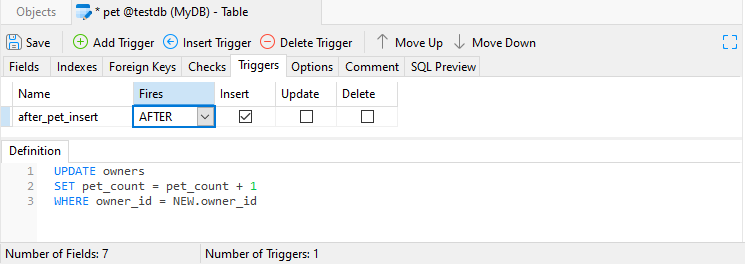 Objects * pet @testdb (MyDB) - Table
Save Add Trigger Insert Trigger Delete Trigger Move Up Move Down
Fields Indexes Foreign Keys Checks Triggers Options Comment SQL Preview
Name Fires Insert Update Delete
after_pet_insert AFTER
Definition
1 UPDATE owners
2 SET pet_count = pet_count + 1
3 WHERE owner_id = NEW.owner_id
Number of Fields: 7 Number of Triggers: 1